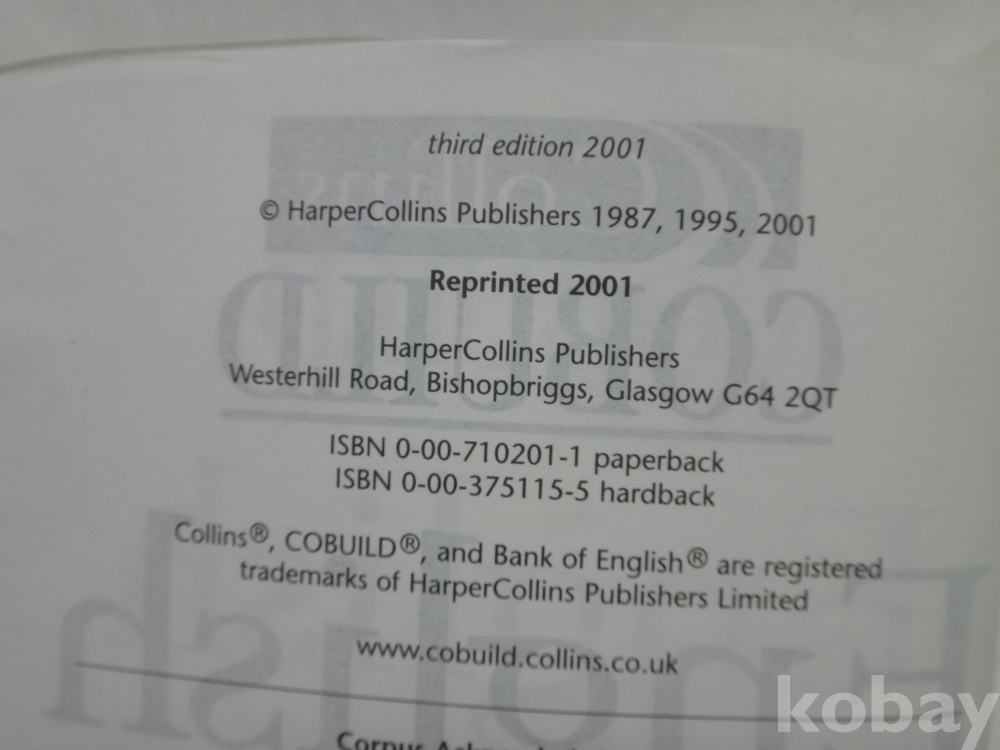 third edition 2001
© HarperCollins Publishers 1987, 1995, 2001
Reprinted 2001
HarperCollins Publishers
Westerhill Road, Bishopbriggs, Glasgow G64 2QT
ISBN 0-00-710201-1 paperback
ISBN 0-00-375115-5 hardback
Collins®, COBUILD®, and Bank of English® are registered
trademarks of HarperCollins Publishers Limited
www.cobuild.collins.co.uk
Corpus
kobay